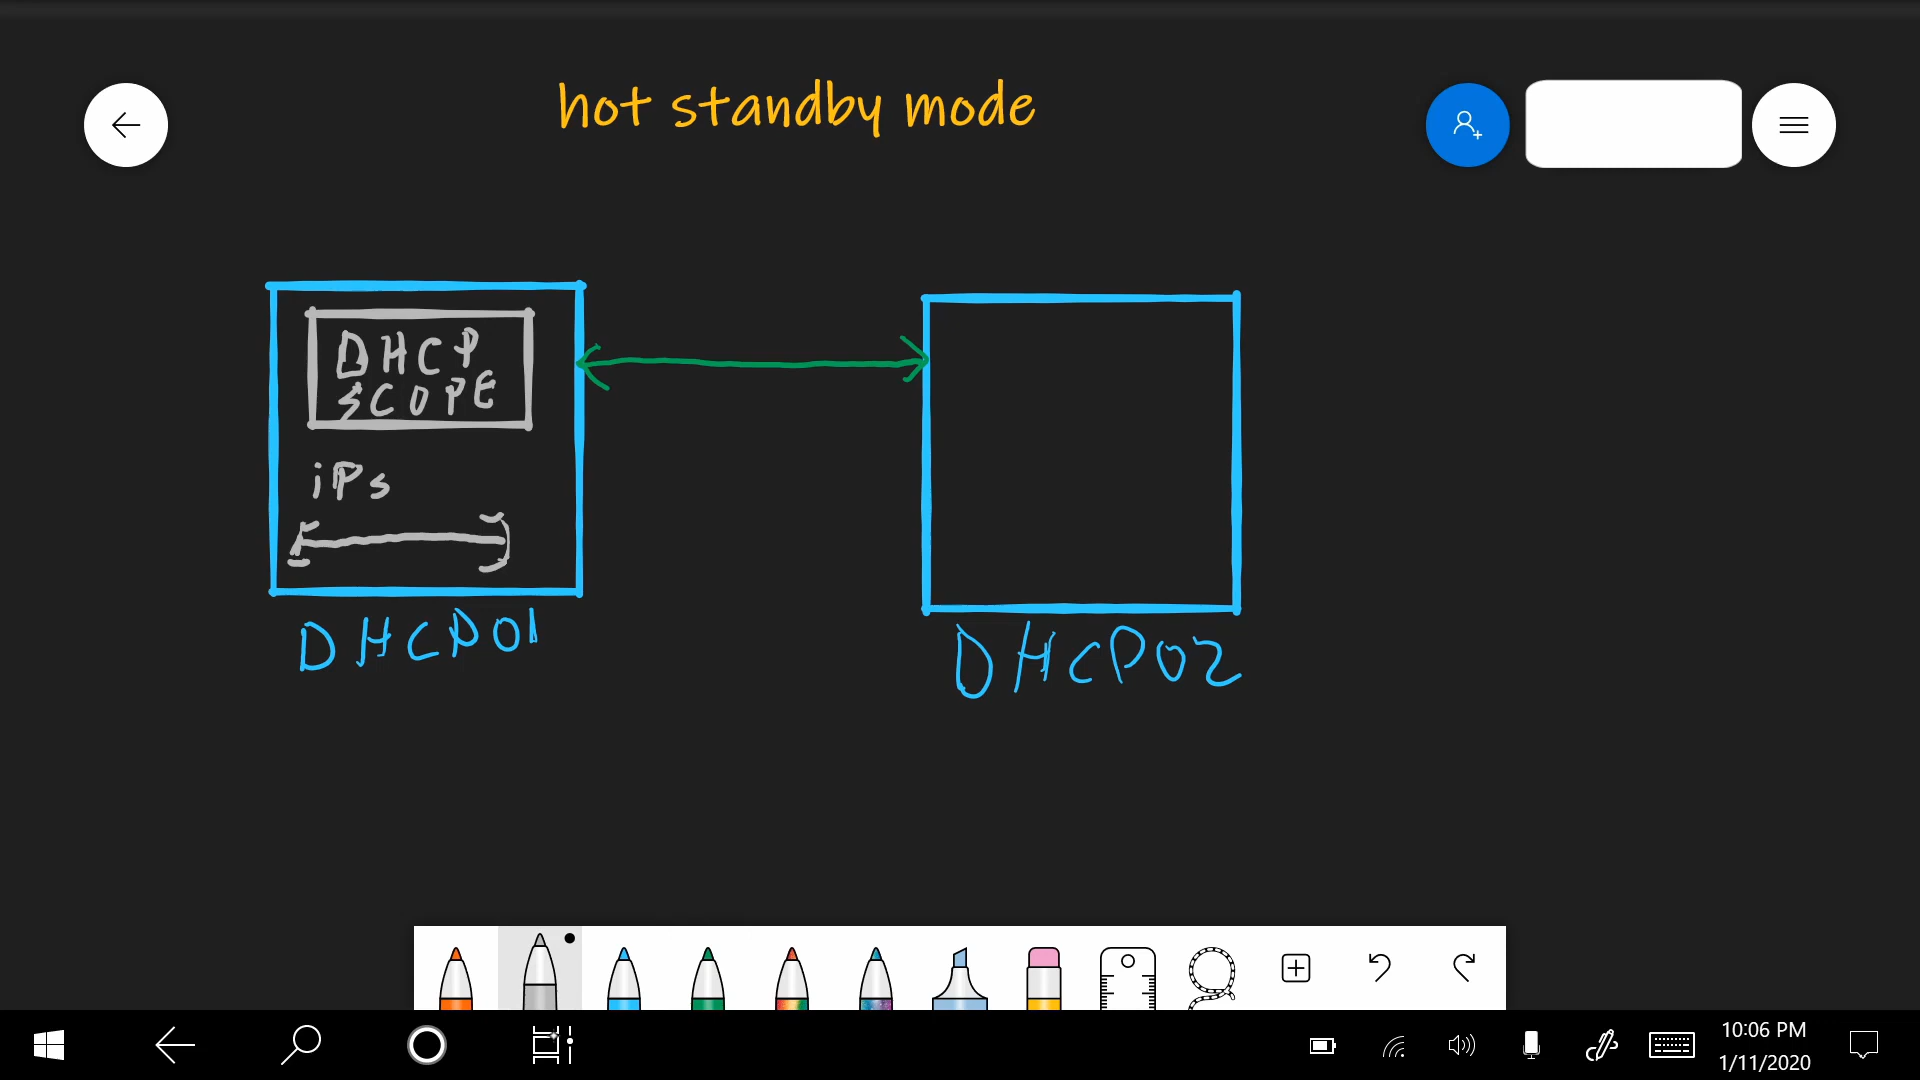 hot standby mode
DHCP
SCOPE
iPs
DHCP01
DHCP02
10:06 PM
1/11/2020